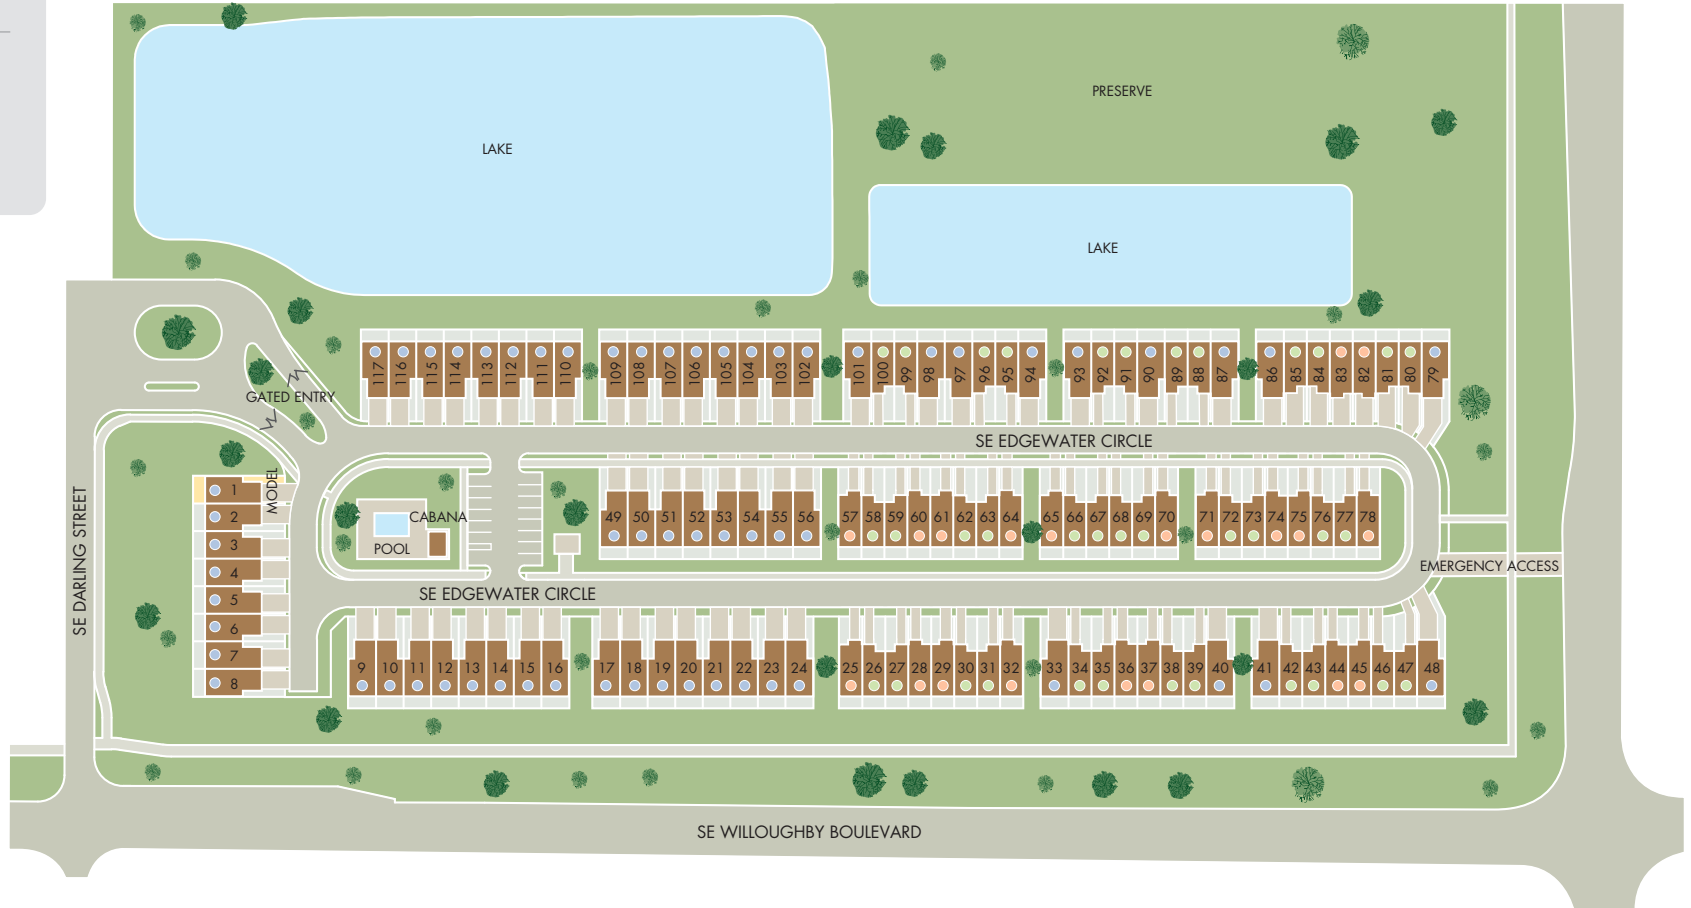 PRESERVE
LAKE
LAKE
GATED ENTRY
117 116 115 114 113 112 111 110
109 108 107 106 105 104 103 102
101 100 99 98 97 96 95 94
93 92 91 90 89 88 87
86 85 84 83 82 81 80 79
SE EDGEWATER CIRCLE
SE DARLING STREET
MODEL
1
2
3
4
5
6
7
8
CABANA
POOL
49 50 51 52 53 54 55 56
57 58 59 60 61 62 63 64
65 66 67 68 69 70
71 72 73 74 75 76 77 78
EMERGENCY ACCESS
SE EDGEWATER CIRCLE
9 10 11 12 13 14 15 16
17 18 19 20 21 22 23 24
25 26 27 28 29 30 31 32
33 34 35 36 37 38 39 40
41 42 43 44 45 46 47 48
SE WILLOUGHBY BOULEVARD